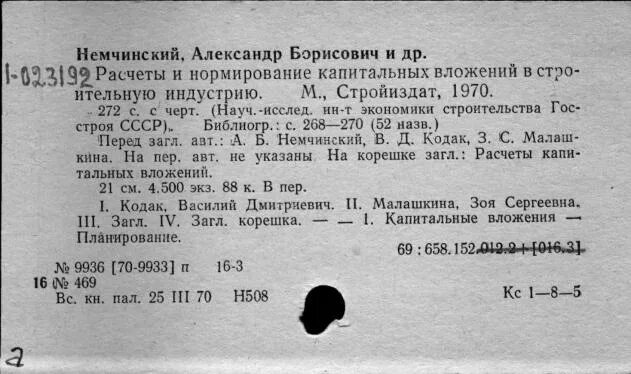 Немчинский, Александр Борисович и др.
1-023192 Расчеты и нормирование капитальных вложений в стро-
ительную индустрию. М., Стройиздат, 1970.
272 с. с черт. (Науч.-исслед. ин-т экономики строительства Гос-
строя СССР). Библиогр.: с. 268—270 (52 назв.)
Перед загл. авт.: А. Б. Немчинский, В. Д. Кодак, З. С. Малаш-
кина. На пер. авт. не указаны На корешке загл.: Расчеты капи-
тальных вложений.
21 см. 4.500 экз. 88 к. В пер.
I. Кодак, Василий Дмитриевич. II. Малашкина, Зоя Сергеевна.
III. Загл. IV. Загл. корешка. — — 1. Капитальные вложения —
Планирование.
69 : 658.152.012.2+[016.3]
№ 9936 [70-9933] п 16-3
16 № 469
Вс. кн. пал. 25 III 70 Н508 Кс 1—8—5
а